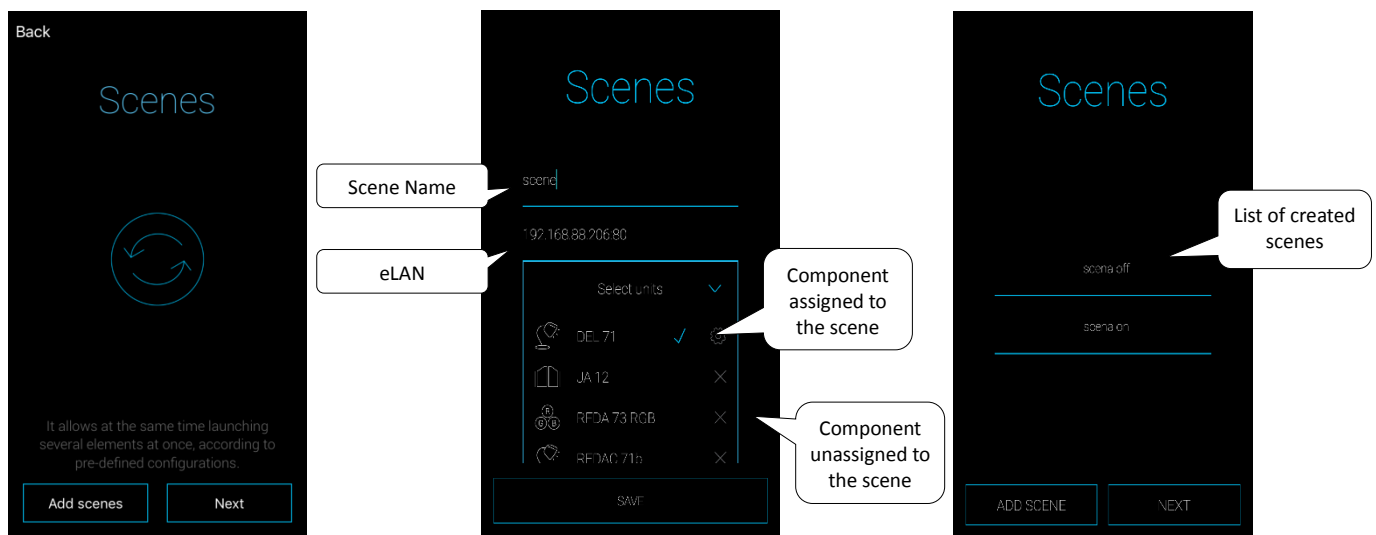 Back
Scenes
It allows at the same time launching
several elements at once, according to
pre-defined configurations.
Add scenes
Next
Scene Name
eLAN
Scenes
scene
192.168.88.206:80
Select units
DEL 71
JA 12
R
G B
RFDA 73 RGB
RFDAC 71b
SAVE
Component
assigned to
the scene
Component
unassigned to
the scene
Scenes
scena off
scena on
ADD SCENE
NEXT
List of created
scenes